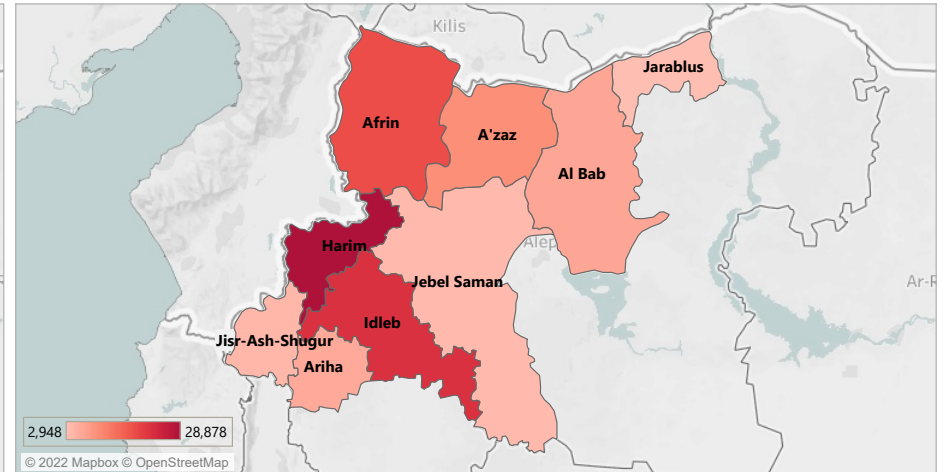 Kilis
Jarablus
Afrin
A'zaz
Al Bab
Harim
Alep
Jebel Saman
Ar-R
Idleb
Jisr-Ash-Shugur
Ariha
2,948
28,878
© 2022 Mapbox © OpenStreetMap